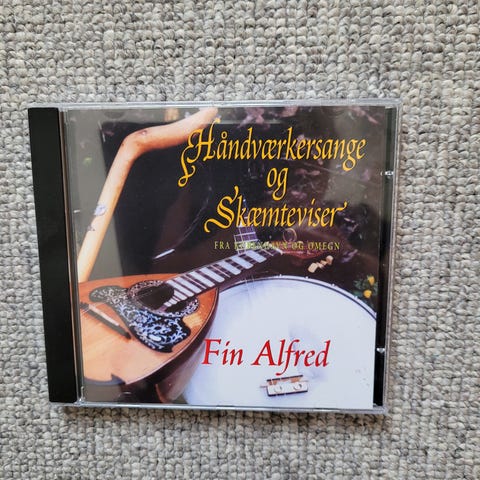 Håndværkersange
og
Skæmteviser
FRA KØBENHAVN OG OMEGN
Fin Alfred